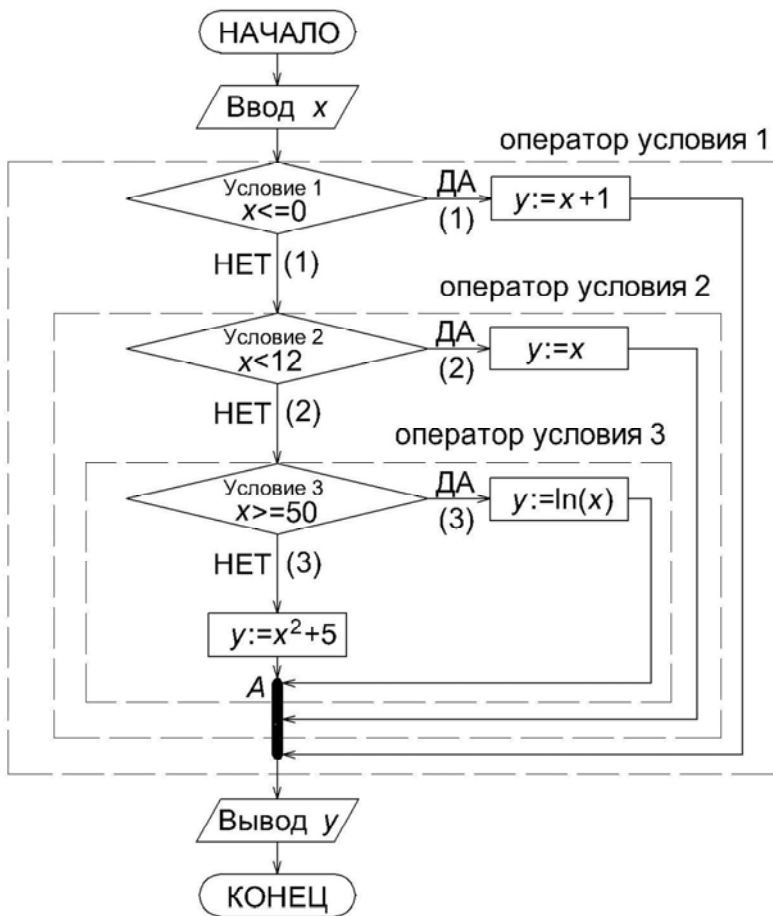 НАЧАЛО
Ввод x
оператор условия 1
Условие 1
x<=0
ДА
(1)
y:=x+1
НЕТ (1)
оператор условия 2
Условие 2
x<12
ДА
(2)
y:=x
НЕТ (2)
оператор условия 3
Условие 3
x>=50
ДА
(3)
y:=ln(x)
НЕТ (3)
y:=x²+5
A
Вывод y
КОНЕЦ